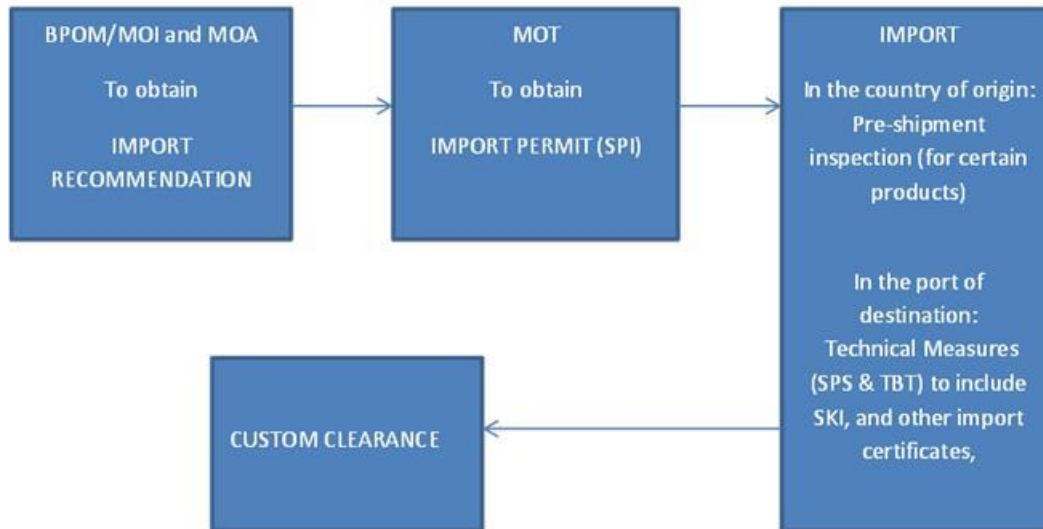 BPOM/MOI and MOA
To obtain
IMPORT
RECOMMENDATION
MOT
To obtain
IMPORT PERMIT (SPI)
IMPORT
In the country of origin:
Pre-shipment
inspection (for certain
products)
In the port of
destination:
Technical Measures
(SPS & TBT) to include
SKI, and other import
certificates,
CUSTOM CLEARANCE